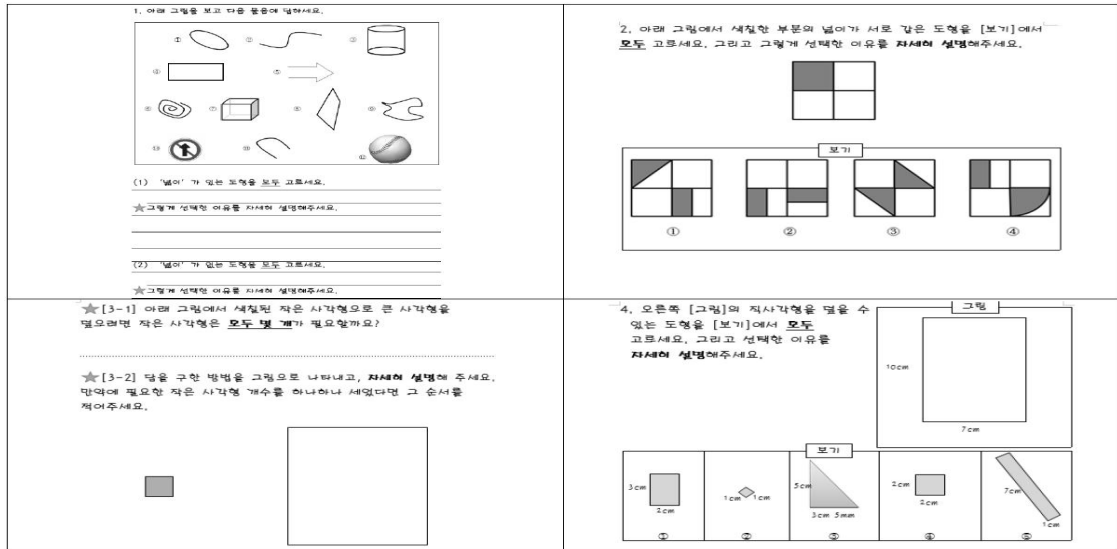 1. 아래 그림을 보고 다음 물음에 답하세요.
① ② ③
④ ⑤
⑥ ⑦ ⑧ ⑨
⑩ ⑪ ⑫
(1) '넓이' 가 있는 도형을 모두 고르세요.
★그렇게 선택한 이유를 자세히 설명해주세요.
(2) '넓이' 가 없는 도형을 모두 고르세요.
★그렇게 선택한 이유를 자세히 설명해주세요.
2. 아래 그림에서 색칠한 부분의 넓이가 서로 같은 도형을 [보기]에서
모두 고르세요. 그리고 그렇게 선택한 이유를 자세히 설명해주세요.
보기
① ② ③ ④
★[3-1] 아래 그림에서 색칠된 작은 사각형으로 큰 사각형을
덮으려면 작은 사각형은 모두 몇 개가 필요할까요?
★[3-2] 답을 구한 방법을 그림으로 나타내고, 자세히 설명해 주세요.
만약에 필요한 작은 사각형 개수를 하나하나 세었다면 그 순서를
적어주세요.
4. 오른쪽 [그림]의 직사각형을 덮을 수
있는 도형을 [보기]에서 모두
고르세요. 그리고 선택한 이유를
자세히 설명해주세요.
그림
10cm
7cm
보기
3cm 2cm
1cm 1cm
5cm 3cm 5mm
2cm 2cm
7cm 1cm
① ② ③ ④ ⑤